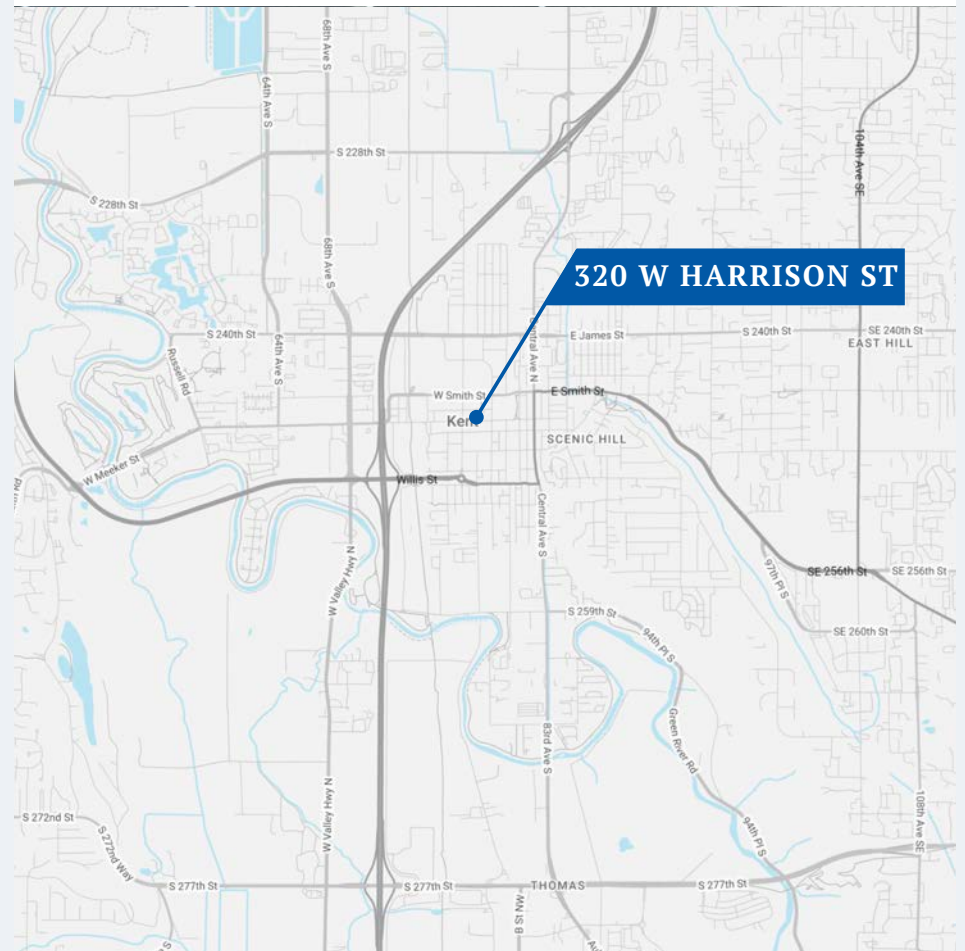 68th Ave S
64th Ave S
S 228th St
104th Ave SE
S 228th St
68th Ave S
320 W HARRISON ST
Central Ave N
S 240th St
E James St
S 240th St
SE 240th St
EAST HILL
64th Ave S
Russell Rd
W Smith St
E Smith St
Kent
SCENIC HILL
W Meeker St
Willis St
Central Ave S
W Valley Hwy N
97th Pl S
SE 256th St
SE 256th St
S 259th St
94th Pl S
SE 260th St
Green River Rd
83rd Ave S
W Valley Hwy N
S 272nd St
S 272nd Way
94th Pl S
108th Ave SE
S 277th St
S 277th St
THOMAS
S 277th St
B St NW